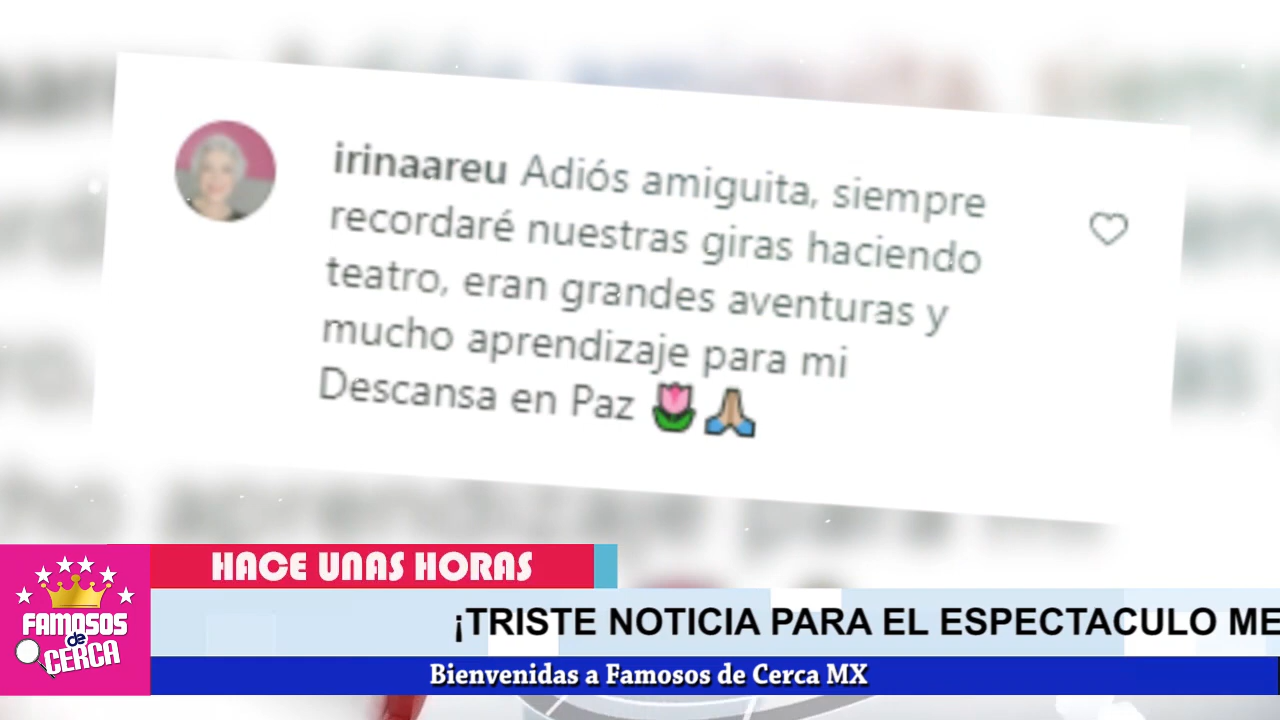 irinaareu Adiós amiguita, siempre
recordaré nuestras giras haciendo
teatro, eran grandes aventuras y
mucho aprendizaje para mi
Descansa en Paz 🌷🙏🏽
HACE UNAS HORAS
¡TRISTE NOTICIA PARA EL ESPECTACULO ME
FAMOSOS
de
CERCA
Bienvenidas a Famosos de Cerca MX